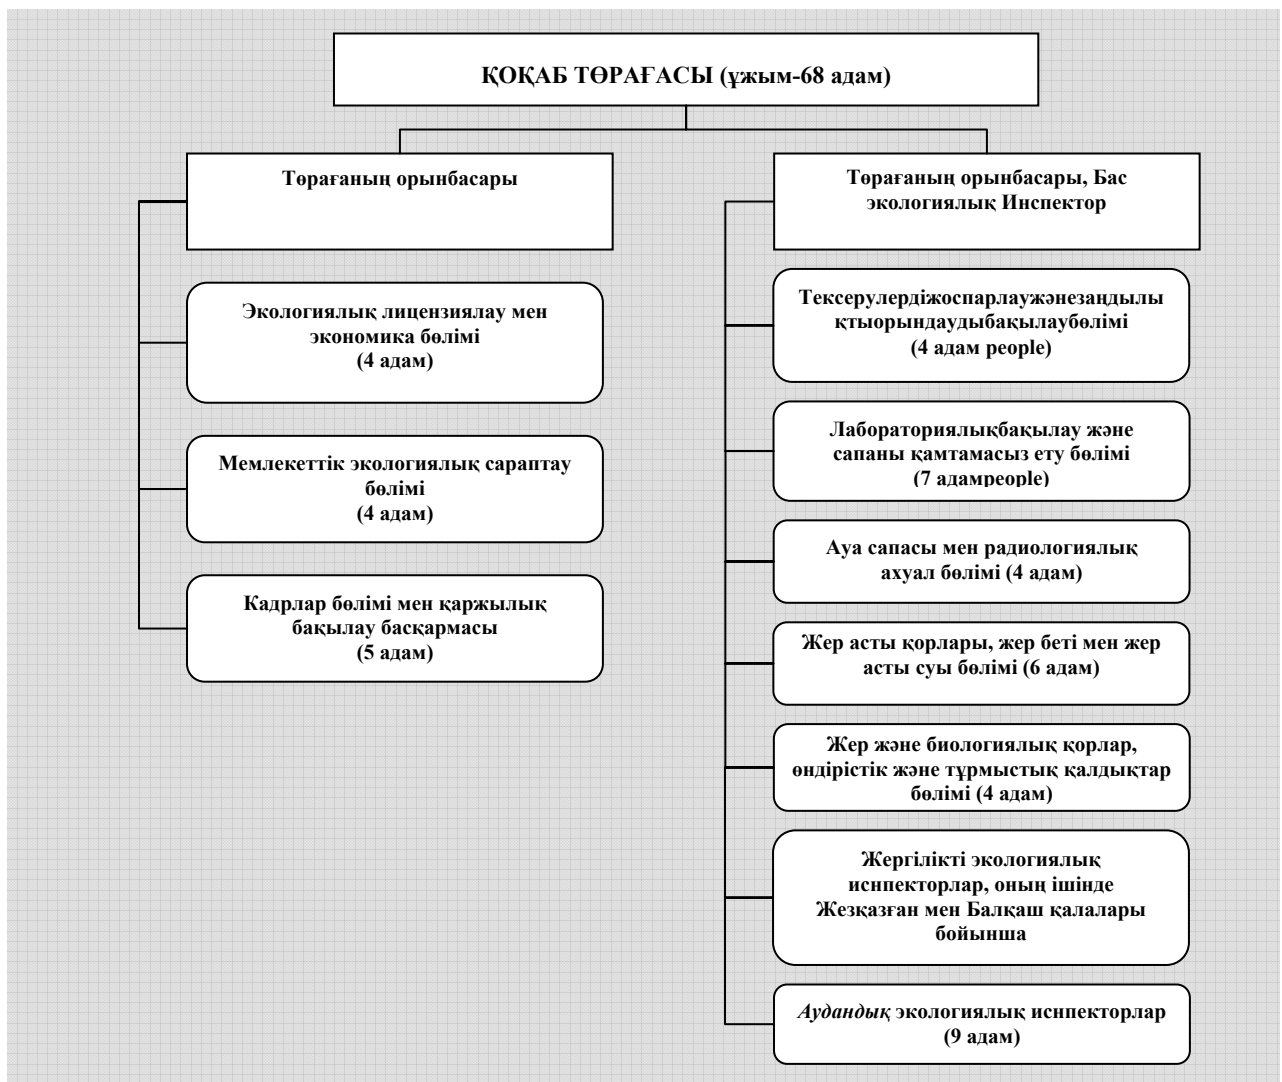 ҚОҚАБ ТӨРАҒАСЫ (ұжым-68 адам)
Төрағаның орынбасары
Экологиялық лицензиялау мен
экономика бөлімі
(4 адам)
Мемлекеттік экологиялық сараптау
бөлімі
(4 адам)
Кадрлар бөлімі мен қаржылық
бақылау басқармасы
(5 адам)
Төрағаның орынбасары, Бас
экологиялық Инспектор
Тексерулердіжоспарлаужәнезаңдылы
қтыорындаудыбақылаубөлімі
(4 адам people)
Лабораториялықбақылау және
сапаны қамтамасыз ету бөлімі
(7 адамpeople)
Ауа сапасы мен радиологиялық
ахуал бөлімі (4 адам)
Жер асты қорлары, жер беті мен жер
асты суы бөлімі (6 адам)
Жер және биологиялық қорлар,
өндірістік және тұрмыстық қалдықтар
бөлімі (4 адам)
Жергілікті экологиялық
иснпекторлар, оның ішінде
Жезқазған мен Балқаш қалалары
бойынша
Аудандық экологиялық иснпекторлар
(9 адам)